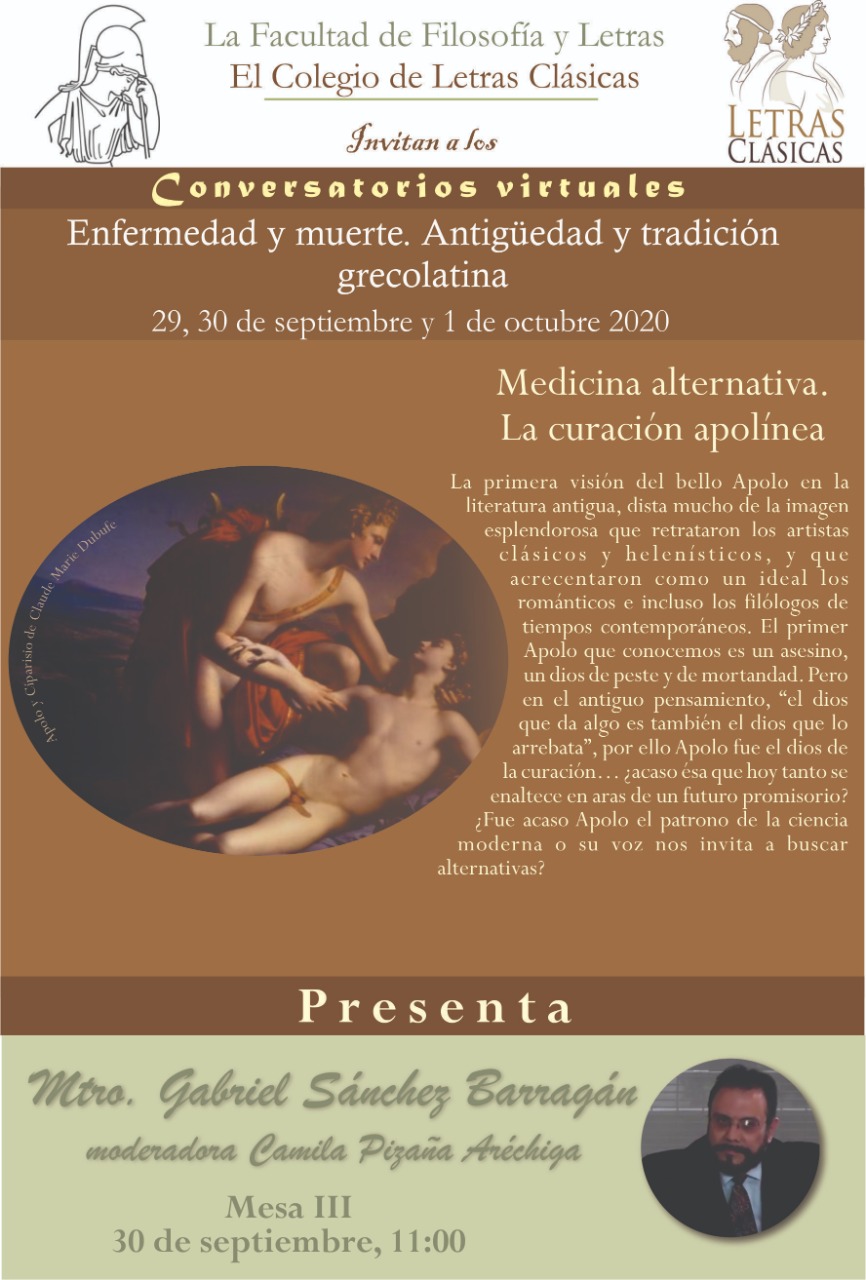 La Facultad de Filosofía y Letras
El Colegio de Letras Clásicas
Invitan a los
LETRAS
CLÁSICAS
Conversatorios virtuales
Enfermedad y muerte. Antigüedad y tradición
grecolatina
29, 30 de septiembre y 1 de octubre 2020
Medicina alternativa.
La curación apolínea
La primera visión del bello Apolo en la
literatura antigua, dista mucho de la imagen
esplendorosa que retrataron los artistas
clásicos y helenísticos, y que
acrecentaron como un ideal los
románticos e incluso los filólogos de
tiempos contemporáneos. El primer
Apolo que conocemos es un asesino,
un dios de peste y de mortandad. Pero
en el antiguo pensamiento, “el dios
que da algo es también el dios que lo
arrebata”, por ello Apolo fue el dios de
la curación… ¿acaso ésa que hoy tanto se
enaltece en aras de un futuro promisorio?
¿Fue acaso Apolo el patrono de la ciencia
moderna o su voz nos invita a buscar
alternativas?
Apolo y Ciparisio de Claude Marie Dubufe
Presenta
Mtro. Gabriel Sánchez Barragán
moderadora Camila Pizaña Aréchiga
Mesa III
30 de septiembre, 11:00